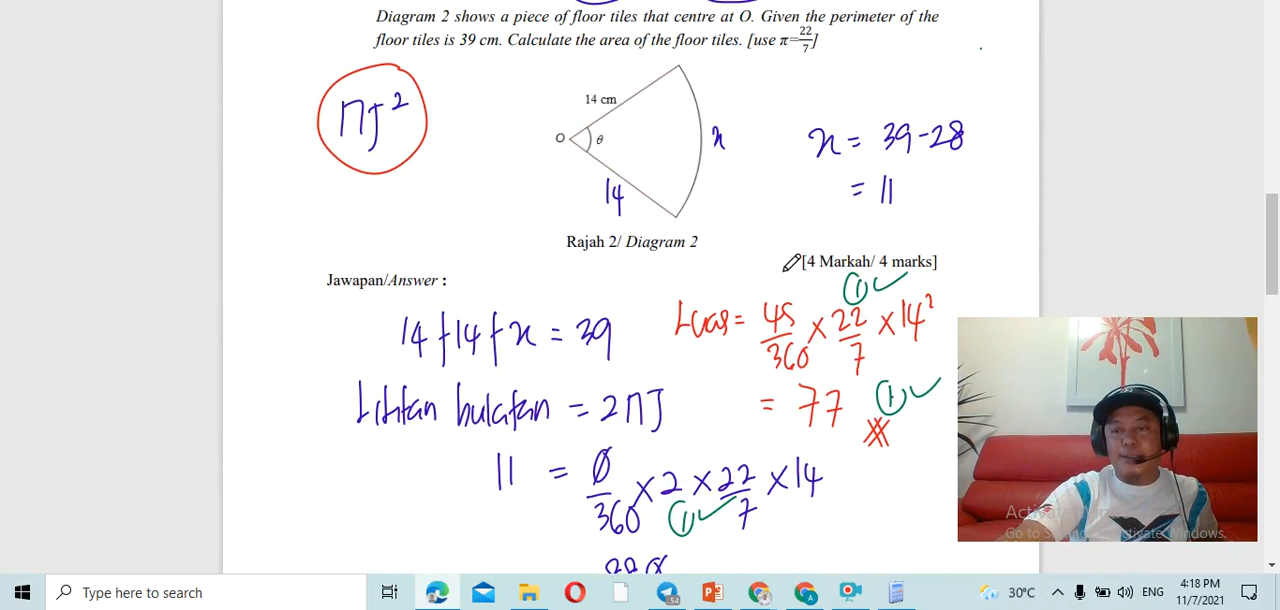 Diagram 2 shows a piece of floor tiles that centre at O. Given the perimeter of the
floor tiles is 39 cm. Calculate the area of the floor tiles. [use π=22/7]
πj²
14 cm
O
θ
x
14
x = 39-28
= 11
Rajah 2/ Diagram 2
[4 Markah/ 4 marks]
Jawapan/Answer :
14+14+x = 39
Luas = 45/360 × 22/7 × 14²
①✓
= 77
①✓
Lilitan bulatan = 2πj
11 = θ/360 × 2 × 22/7 × 14
①✓
Type here to search
54
30°C
ENG
4:18 PM
11/7/2021